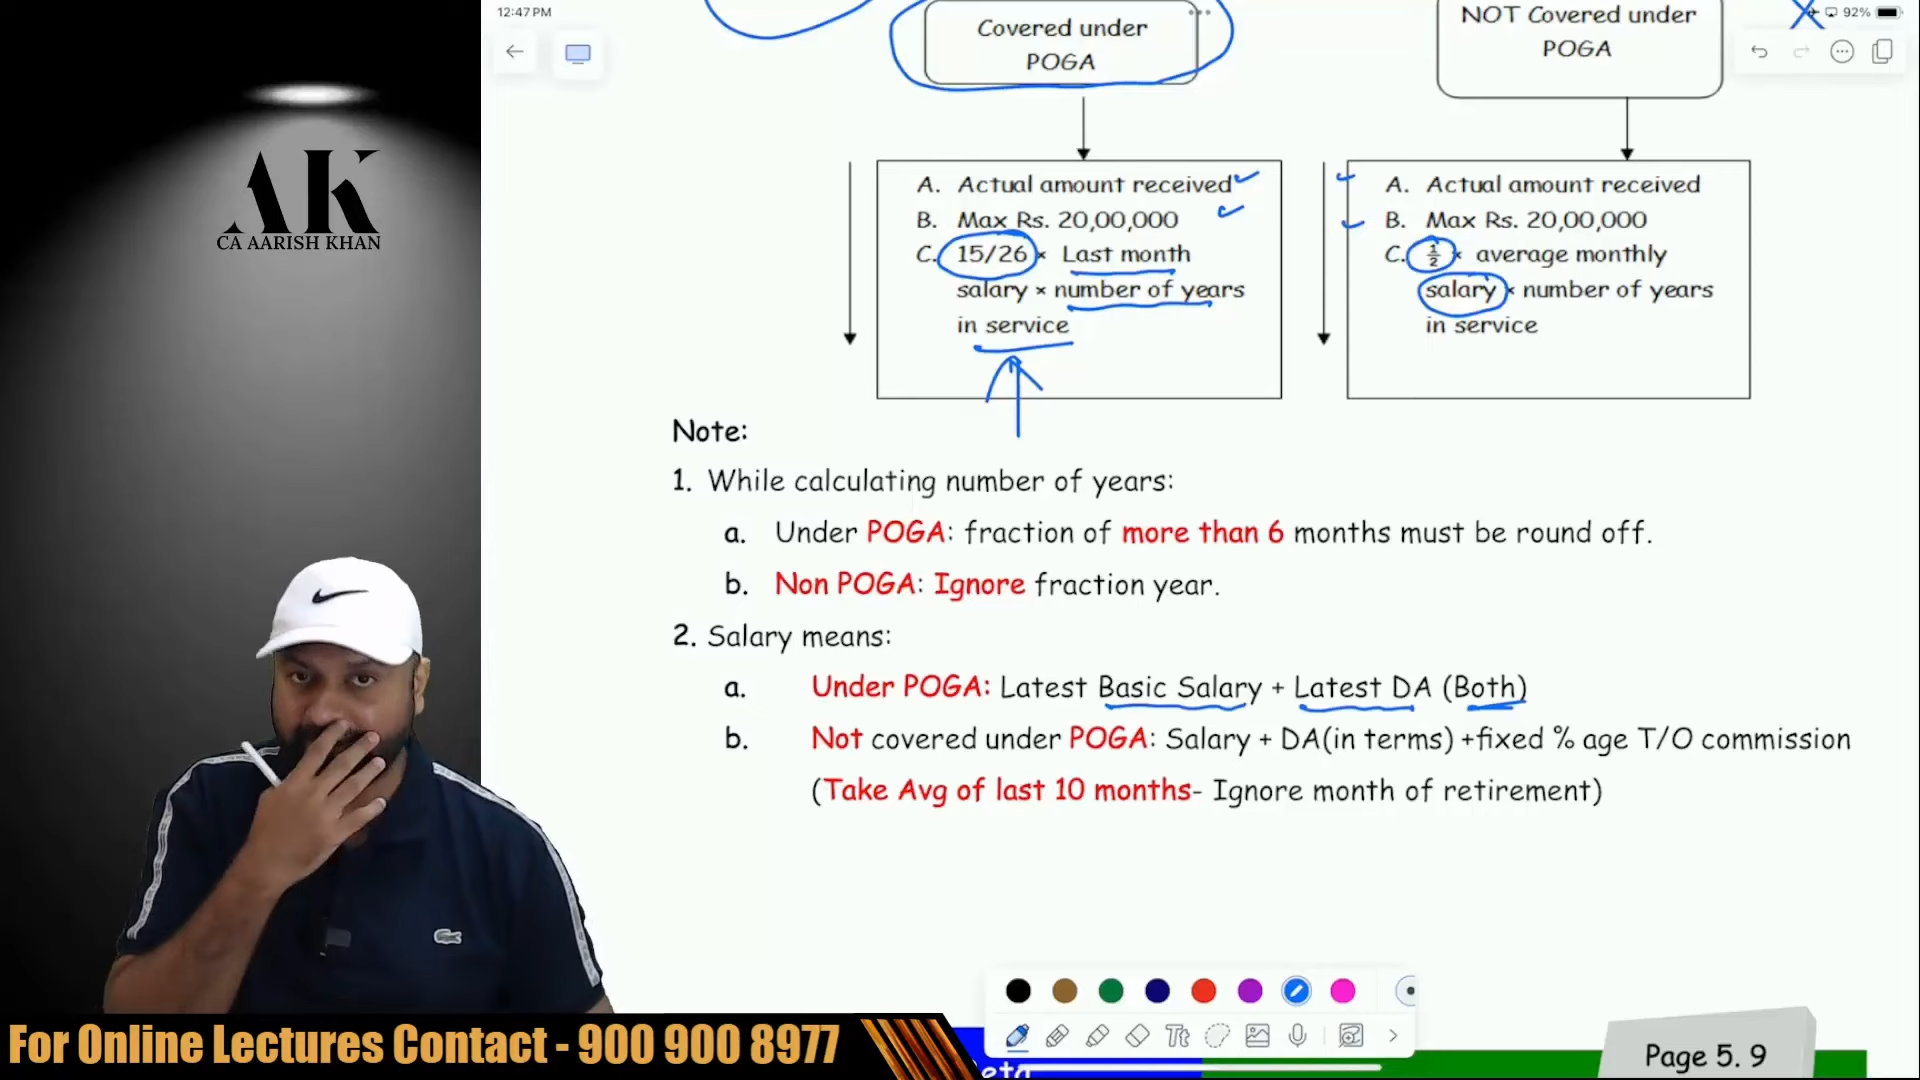 12:47 PM
92%
Covered under
POGA
NOT Covered under
POGA
A. Actual amount received
B. Max Rs. 20,00,000
C. 15/26 × Last month
salary × number of years
in service
A. Actual amount received
B. Max Rs. 20,00,000
C. 1/2 × average monthly
salary × number of years
in service
AK
CA AARISH KHAN
Note:
1. While calculating number of years:
a. Under POGA: fraction of more than 6 months must be round off.
b. Non POGA: Ignore fraction year.
2. Salary means:
a. Under POGA: Latest Basic Salary + Latest DA (Both)
b. Not covered under POGA: Salary + DA(in terms) +fixed % age T/O commission
(Take Avg of last 10 months- Ignore month of retirement)
Tt
For Online Lectures Contact - 900 900 8977
Page 5. 9